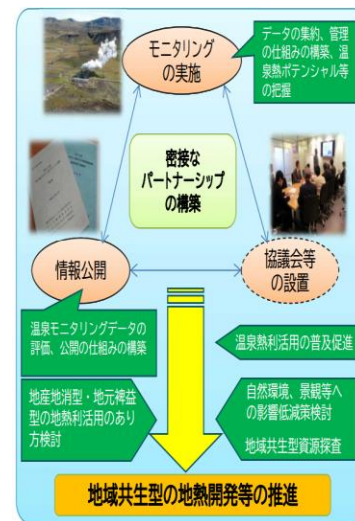 モニタリング
の実施
データの集約、管理
の仕組みの構築、温
泉熱ポテンシャル等
の把握
密接な
パートナーシップ
の構築
情報公開
協議会等
の設置
温泉モニタリングデータの
評価、公開の仕組みの構築
温泉熱利活用の普及促進
地産地消型・地元裨益
型の地熱利活用のあり
方検討
自然環境、景観等へ
の影響低減策検討
地域共生型資源探査
地域共生型の地熱開発等の推進